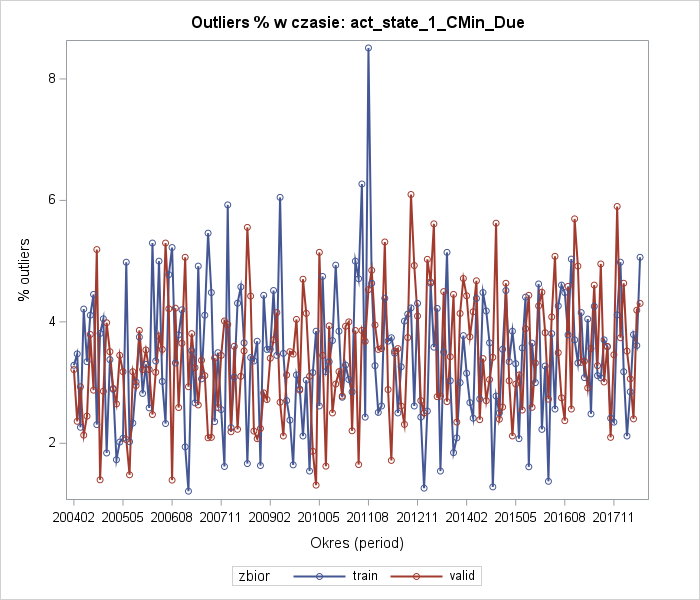 Outliers % w czasie: act_state_1_CMin_Due
% outliers
8
6
4
2
200402 200505 200608 200711 200902 201005 201108 201211 201402 201505 201608 201711
Okres (period)
zbior train valid